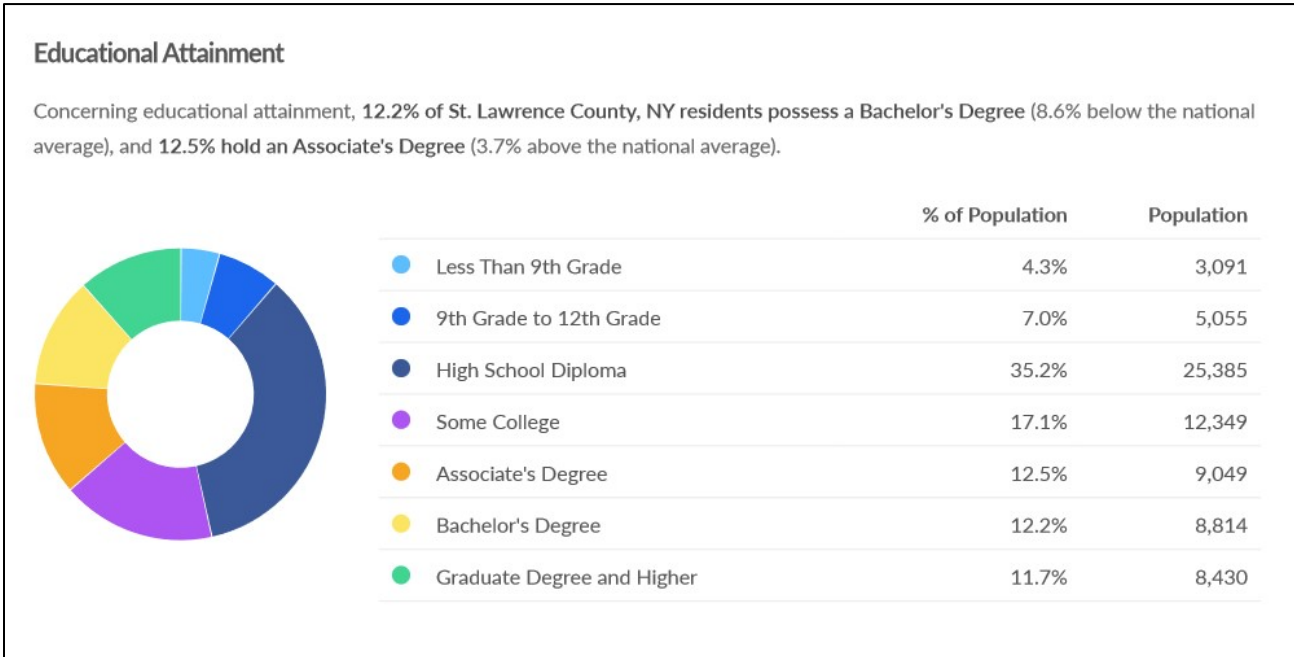 Educational Attainment
Concerning educational attainment, 12.2% of St. Lawrence County, NY residents possess a Bachelor's Degree (8.6% below the national
average), and 12.5% hold an Associate's Degree (3.7% above the national average).
% of Population Population
Less Than 9th Grade 4.3% 3,091
9th Grade to 12th Grade 7.0% 5,055
High School Diploma 35.2% 25,385
Some College 17.1% 12,349
Associate's Degree 12.5% 9,049
Bachelor's Degree 12.2% 8,814
Graduate Degree and Higher 11.7% 8,430